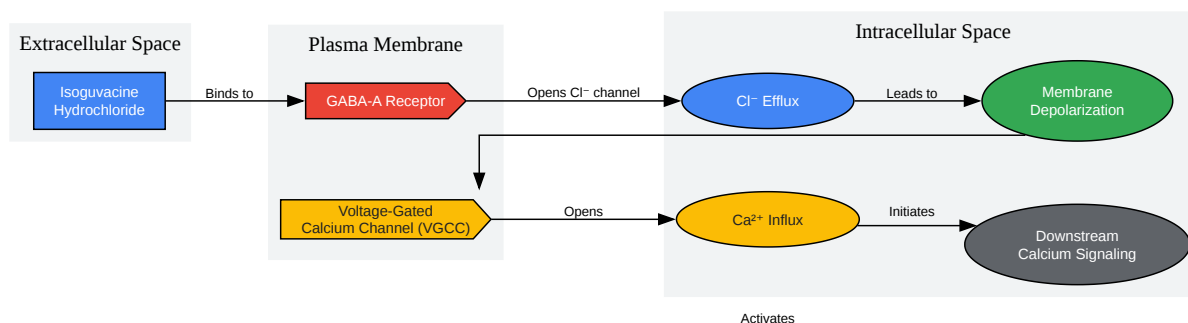 Extracellular Space
Plasma Membrane
Intracellular Space
Isoguvacine
Hydrochloride
Binds to
GABA-A Receptor
Opens Cl⁻ channel
Cl⁻ Efflux
Leads to
Membrane
Depolarization
Voltage-Gated
Calcium Channel (VGCC)
Opens
Ca²⁺ Influx
Initiates
Downstream
Calcium Signaling
Activates